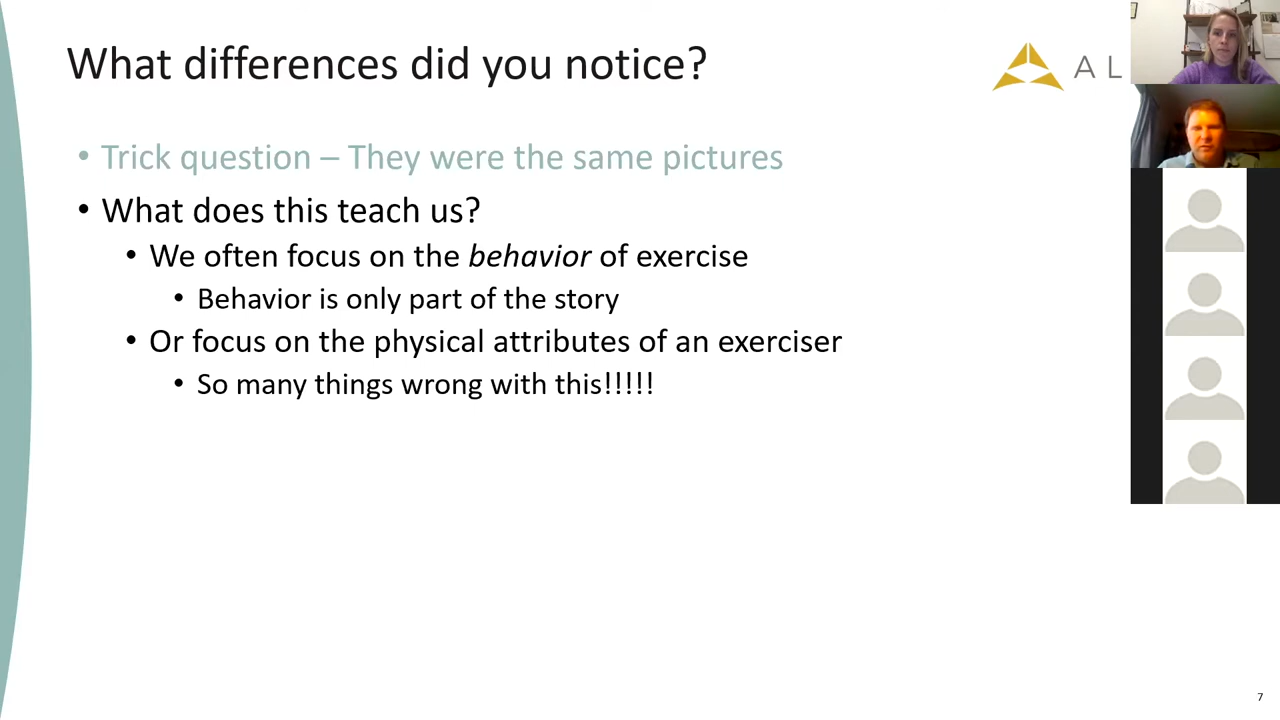 What differences did you notice?
A L
• Trick question – They were the same pictures
• What does this teach us?
• We often focus on the behavior of exercise
• Behavior is only part of the story
• Or focus on the physical attributes of an exerciser
• So many things wrong with this!!!!!
7